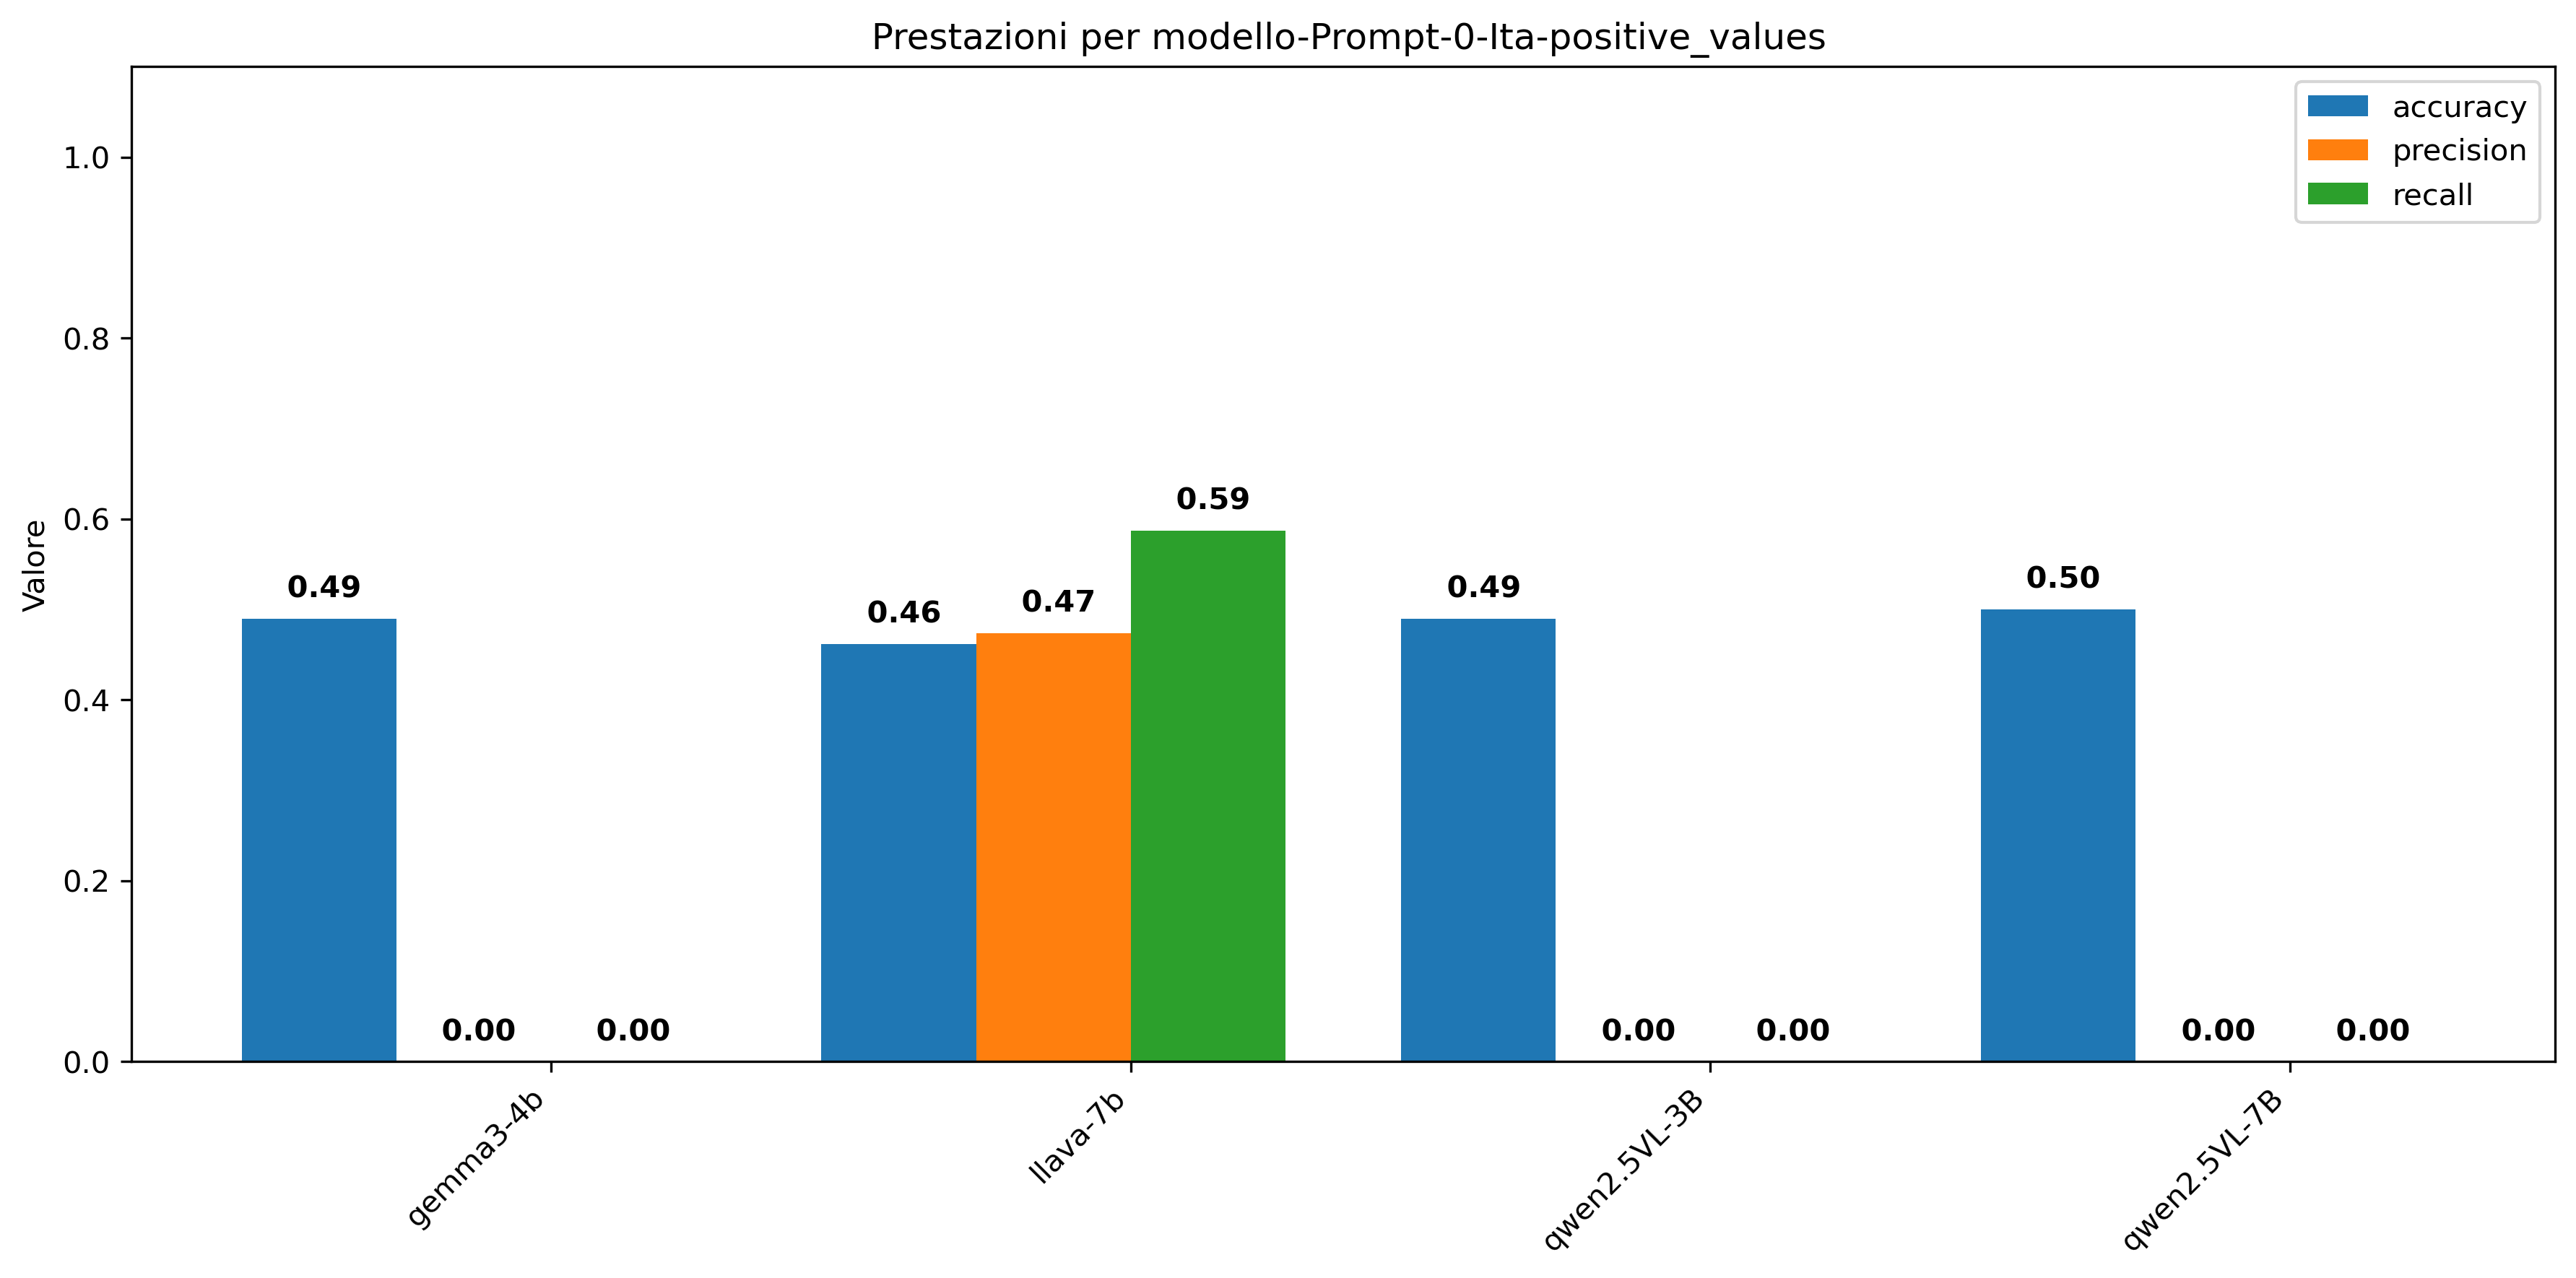 Prestazioni per modello-Prompt-0-Ita-positive_values
accuracy
precision
recall
Valore
1.0
0.8
0.6
0.4
0.2
0.0
0.49
0.00
0.00
0.46
0.47
0.59
0.49
0.00
0.00
0.50
0.00
0.00
gemma3-4b
llava-7b
qwen2.5VL-3B
qwen2.5VL-7B